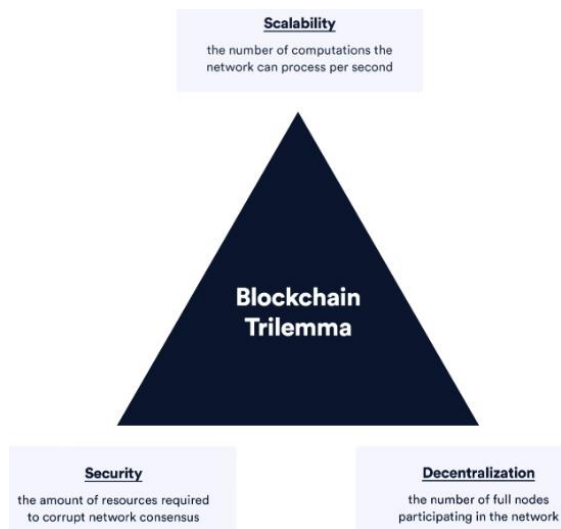 Scalability
the number of computations the
network can process per second
Blockchain
Trilemma
Security
the amount of resources required
to corrupt network consensus
Decentralization
the number of full nodes
participating in the network